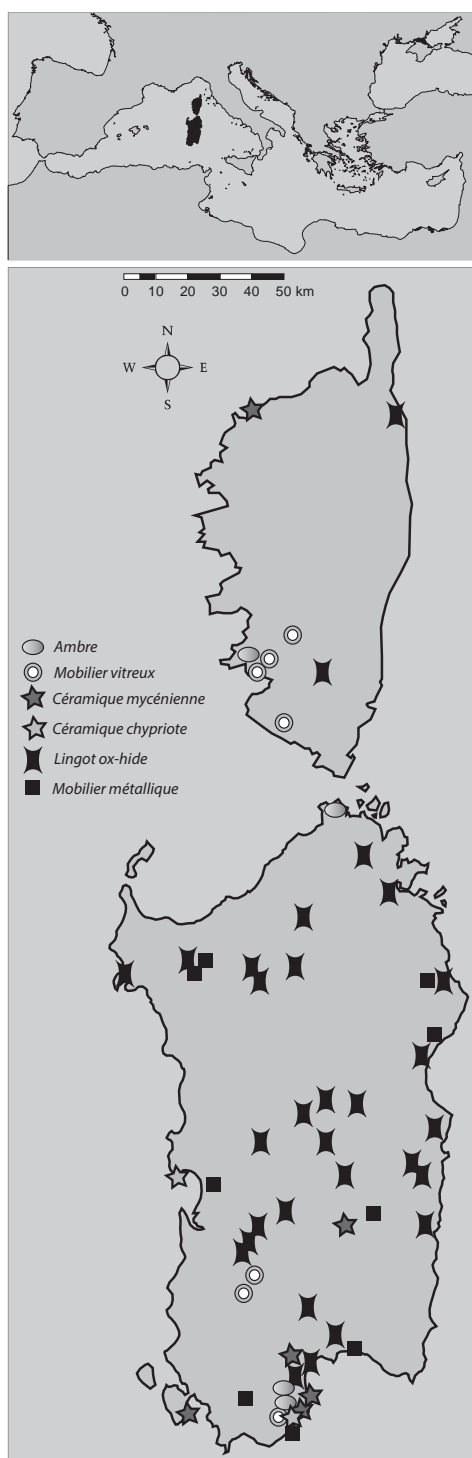 0 10 20 30 40 50 km
N
W E
S
Ambre
Mobilier vitreux
Céramique mycénienne
Céramique chypriote
Lingot ox-hide
Mobilier métallique